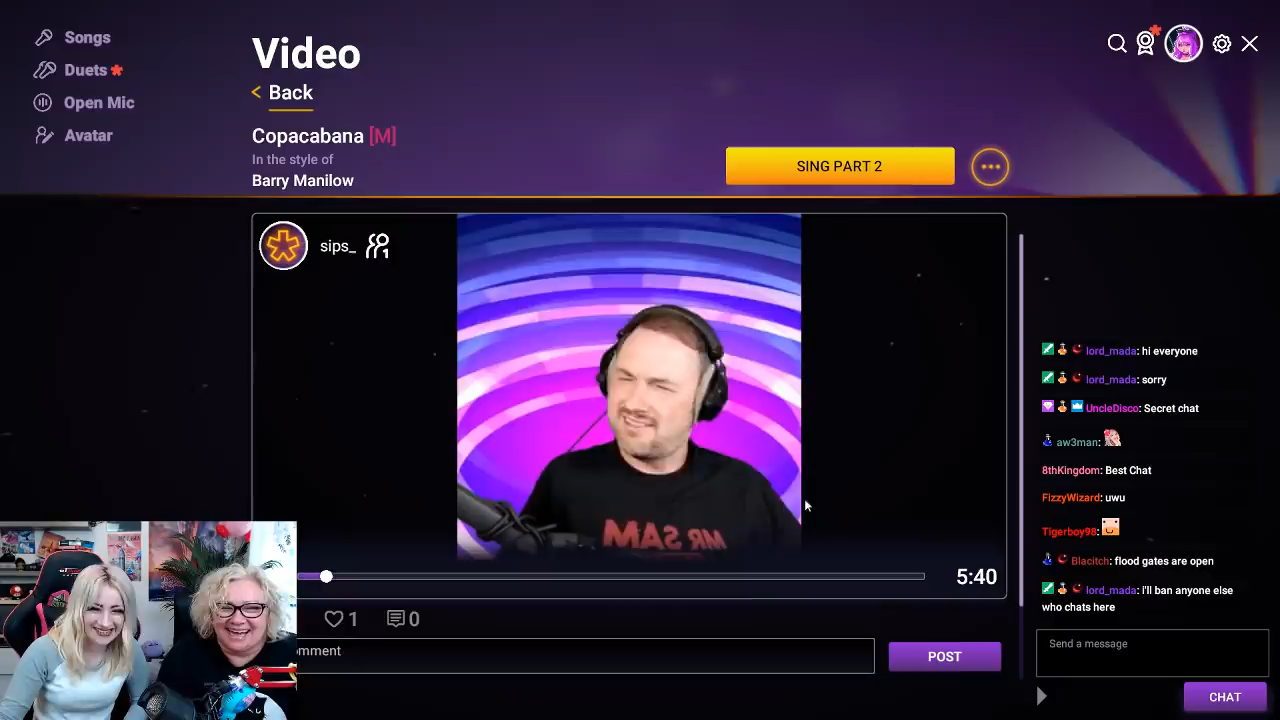 Songs
Duets
Open Mic
Avatar
Video
Back
Copacabana [M]
In the style of
Barry Manilow
SING PART 2
sips_
MR SAM
5:40
1
0
omment
POST
lord_mada: hi everyone
lord_mada: sorry
UncleDisco: Secret chat
aw3man:
8thKingdom: Best Chat
FizzyWizard: uwu
Tigerboy98:
Blacitch: flood gates are open
lord_mada: i'll ban anyone else
who chats here
Send a message
CHAT